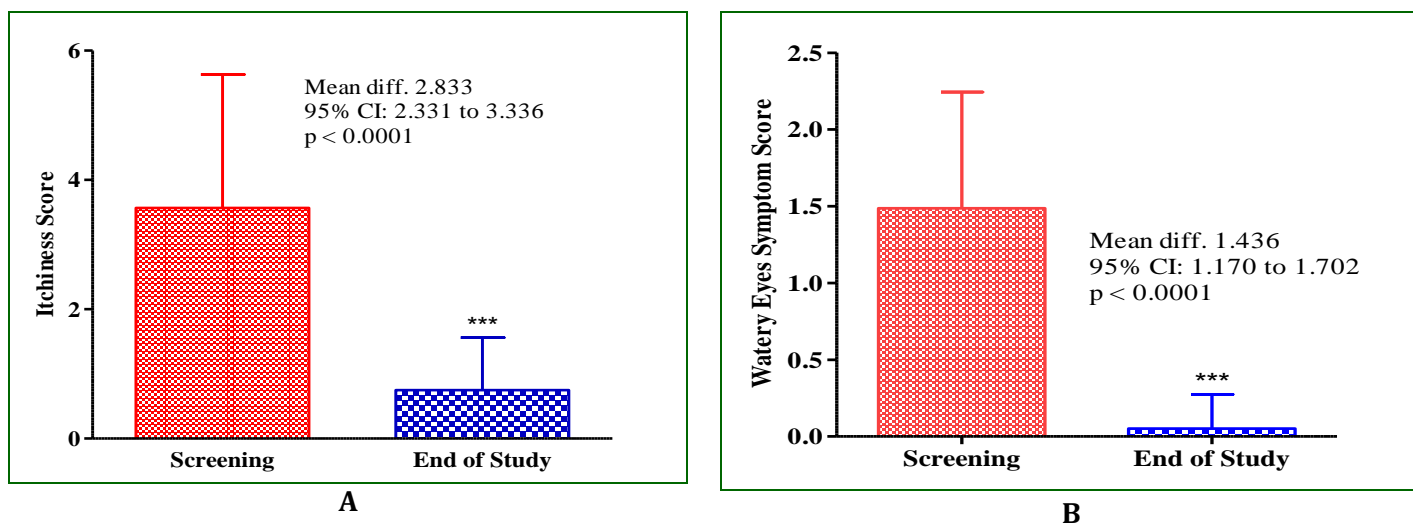 Itchiness Score
6
4
2
0
Mean diff. 2.833
95% CI: 2.331 to 3.336
p < 0.0001
***
Screening
End of Study
A
Watery Eyes Symptom Score
2.5
2.0
1.5
1.0
0.5
0.0
Mean diff. 1.436
95% CI: 1.170 to 1.702
p < 0.0001
***
Screening
End of Study
B